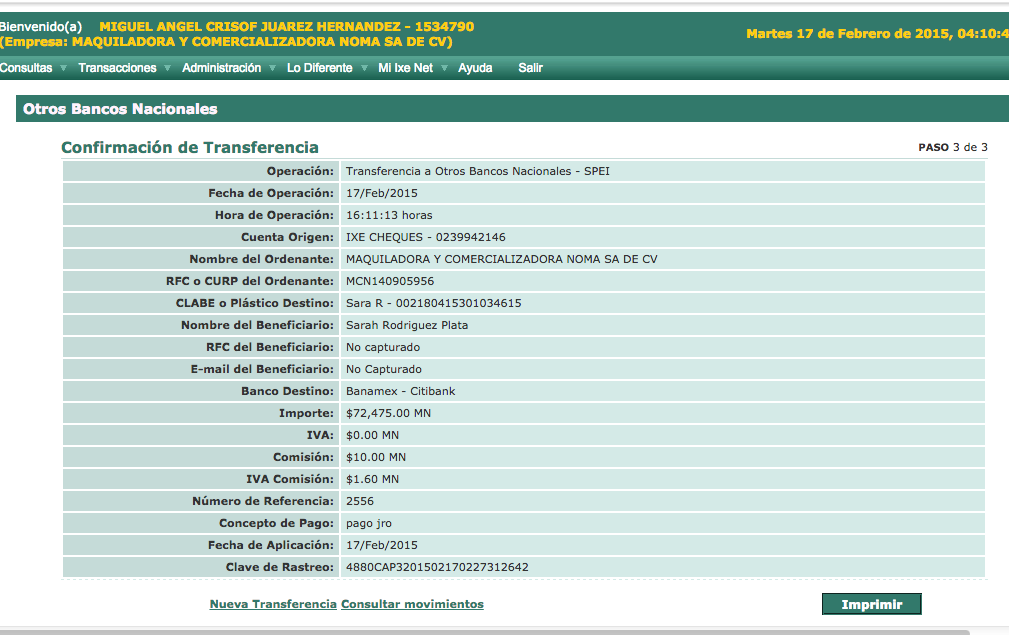 Bienvenido(a) MIGUEL ANGEL CRISOF JUAREZ HERNANDEZ - 1534790
(Empresa: MAQUILADORA Y COMERCIALIZADORA NOMA SA DE CV)
Martes 17 de Febrero de 2015, 04:10:4
Consultas Transacciones Administración Lo Diferente Mi Ixe Net Ayuda Salir
Otros Bancos Nacionales
Confirmación de Transferencia PASO 3 de 3
Operación: Transferencia a Otros Bancos Nacionales - SPEI
Fecha de Operación: 17/Feb/2015
Hora de Operación: 16:11:13 horas
Cuenta Origen: IXE CHEQUES - 0239942146
Nombre del Ordenante: MAQUILADORA Y COMERCIALIZADORA NOMA SA DE CV
RFC o CURP del Ordenante: MCN140905956
CLABE o Plástico Destino: Sara R - 002180415301034615
Nombre del Beneficiario: Sarah Rodriguez Plata
RFC del Beneficiario: No capturado
E-mail del Beneficiario: No Capturado
Banco Destino: Banamex - Citibank
Importe: $72,475.00 MN
IVA: $0.00 MN
Comisión: $10.00 MN
IVA Comisión: $1.60 MN
Número de Referencia: 2556
Concepto de Pago: pago jro
Fecha de Aplicación: 17/Feb/2015
Clave de Rastreo: 4880CAP3201502170227312642
Nueva Transferencia Consultar movimientos Imprimir